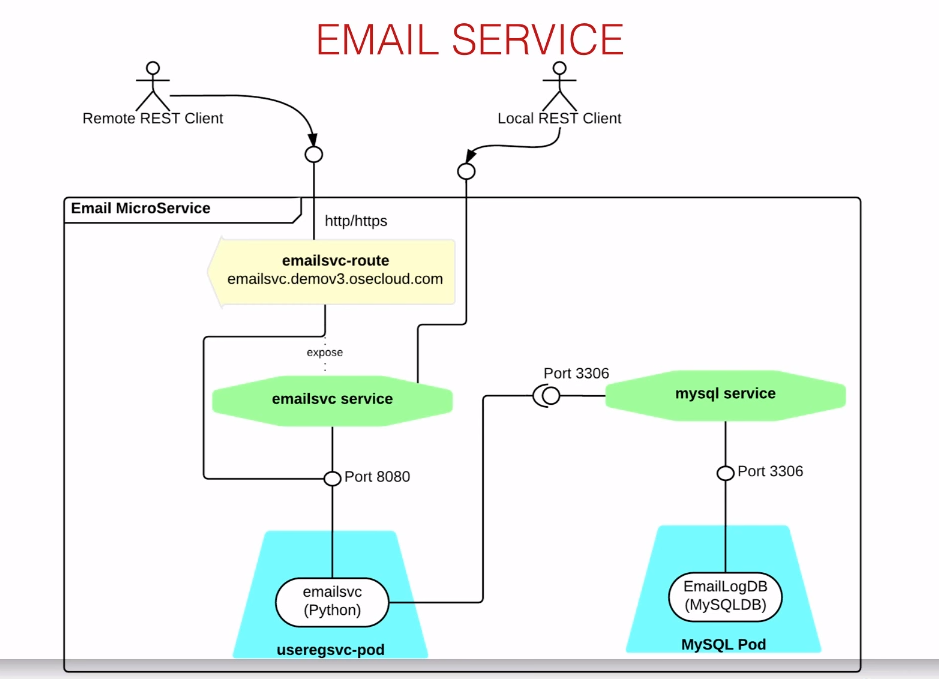 EMAIL SERVICE
Remote REST Client
Local REST Client
Email MicroService
http/https
emailsvc-route
emailsvc.demov3.osecloud.com
expose
emailsvc service
Port 3306
mysql service
Port 8080
Port 3306
emailsvc
(Python)
useregsvc-pod
EmailLogDB
(MySQLDB)
MySQL Pod